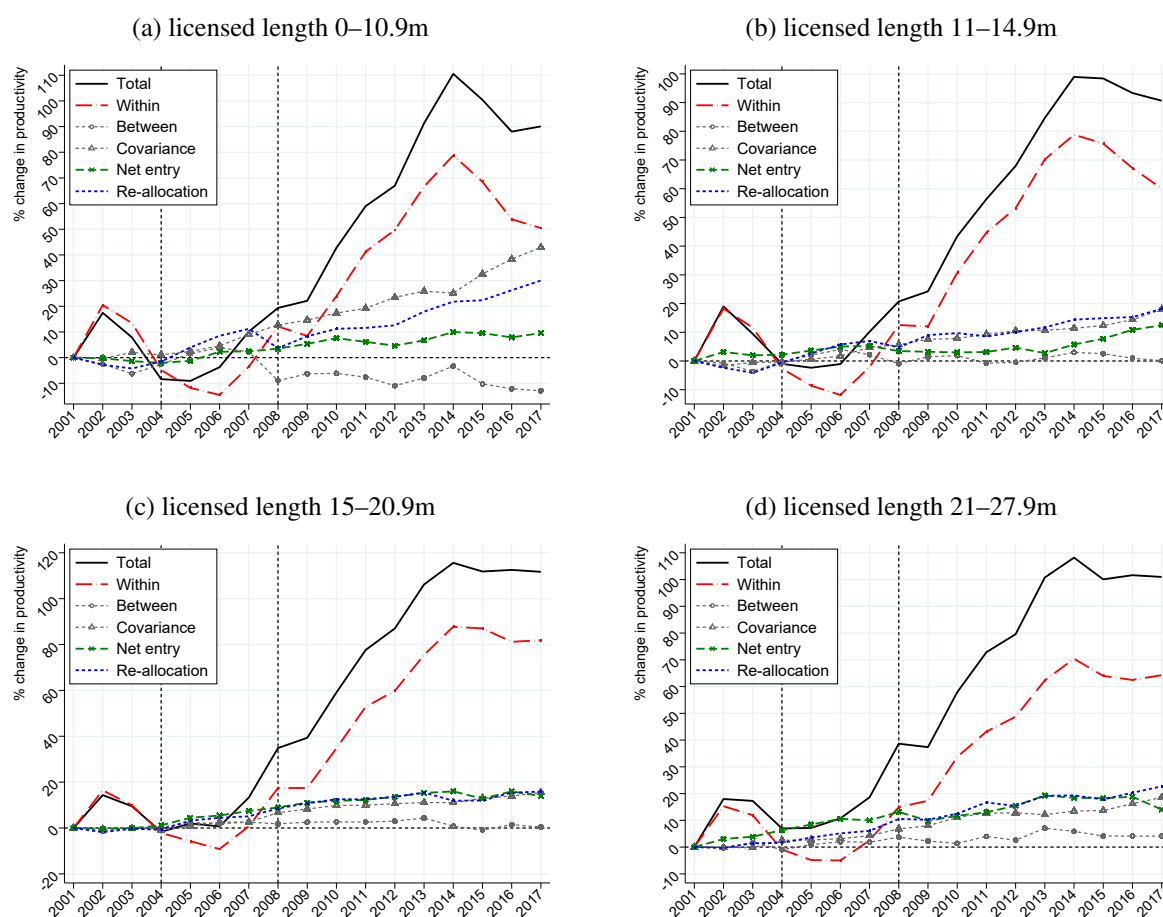 (a) licensed length 0–10.9m
% change in productivity
110
100
90
80
70
60
50
40
30
20
10
0
-10
Total
Within
Between
Covariance
Net entry
Re-allocation
2001 2002 2003 2004 2005 2006 2007 2008 2009 2010 2011 2012 2013 2014 2015 2016 2017
(b) licensed length 11–14.9m
% change in productivity
100
90
80
70
60
50
40
30
20
10
0
-10
Total
Within
Between
Covariance
Net entry
Re-allocation
2001 2002 2003 2004 2005 2006 2007 2008 2009 2010 2011 2012 2013 2014 2015 2016 2017
(c) licensed length 15–20.9m
% change in productivity
120
100
80
60
40
20
0
-20
Total
Within
Between
Covariance
Net entry
Re-allocation
2001 2002 2003 2004 2005 2006 2007 2008 2009 2010 2011 2012 2013 2014 2015 2016 2017
(d) licensed length 21–27.9m
% change in productivity
110
100
90
80
70
60
50
40
30
20
10
0
-10
Total
Within
Between
Covariance
Net entry
Re-allocation
2001 2002 2003 2004 2005 2006 2007 2008 2009 2010 2011 2012 2013 2014 2015 2016 2017